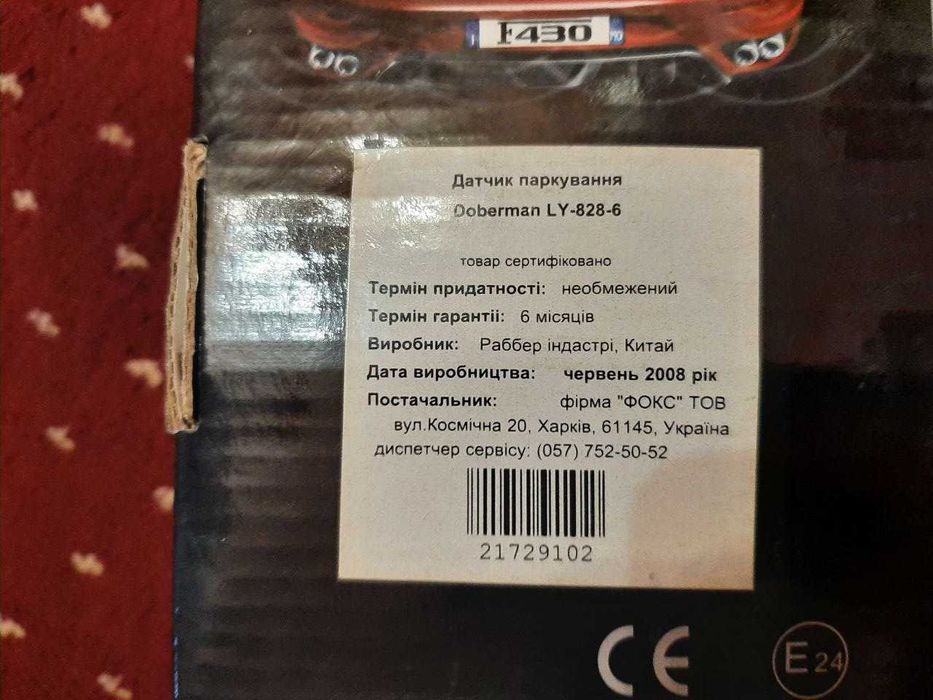 F430
Датчик паркування
Doberman LY-828-6
товар сертифіковано
Термін придатності: необмежений
Термін гарантіі: 6 місяців
Виробник: Раббер індастрі, Китай
Дата виробництва: червень 2008 рік
Постачальник: фірма "ФОКС" ТОВ
вул.Космічна 20, Харків, 61145, Україна
диспетчер сервісу: (057) 752-50-52
21729102
CE
E 24